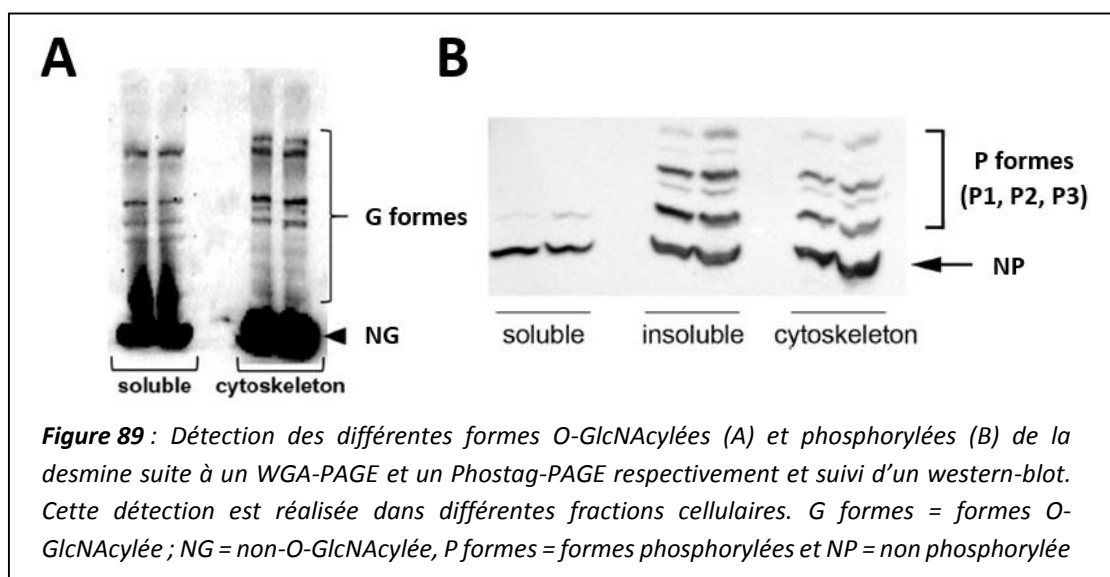 A
B
G formes
NG
soluble
cytoskeleton
P formes
(P1, P2, P3)
NP
soluble
insoluble
cytoskeleton
Figure 89 : Détection des différentes formes O-GlcNAcylées (A) et phosphorylées (B) de la
desmine suite à un WGA-PAGE et un Phostag-PAGE respectivement et suivi d'un western-blot.
Cette détection est réalisée dans différentes fractions cellulaires. G formes = formes O-
GlcNAcylée ; NG = non-O-GlcNAcylée, P formes = formes phosphorylées et NP = non phosphorylée